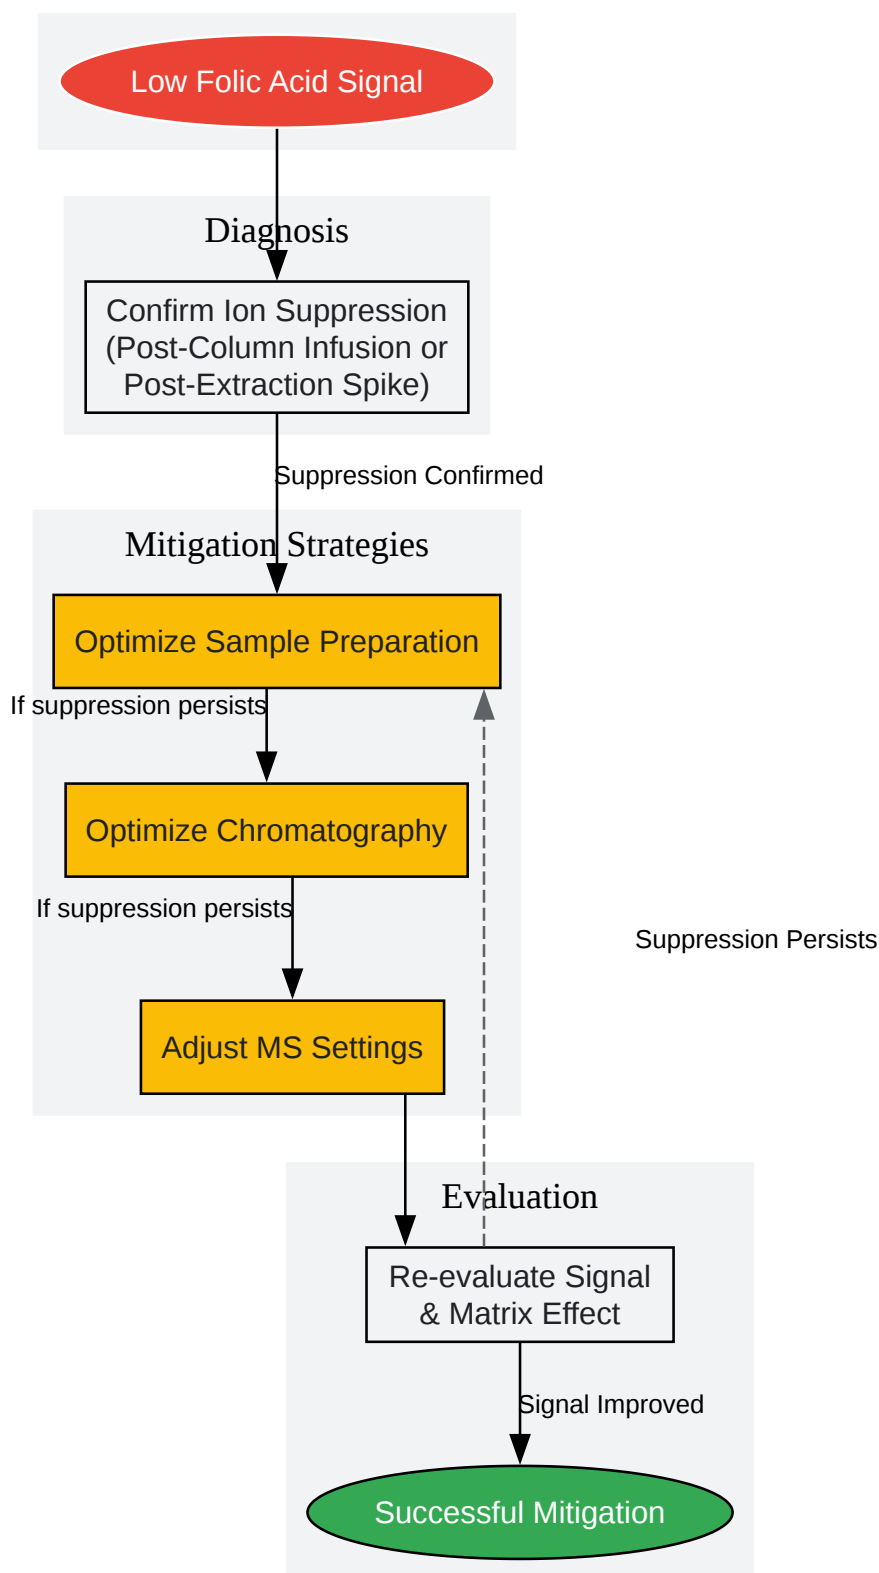 Low Folic Acid Signal
Diagnosis
Confirm Ion Suppression
(Post-Column Infusion or
Post-Extraction Spike)
Suppression Confirmed
Mitigation Strategies
Optimize Sample Preparation
If suppression persists
Optimize Chromatography
If suppression persists
Suppression Persists
Adjust MS Settings
Evaluation
Re-evaluate Signal
& Matrix Effect
Signal Improved
Successful Mitigation